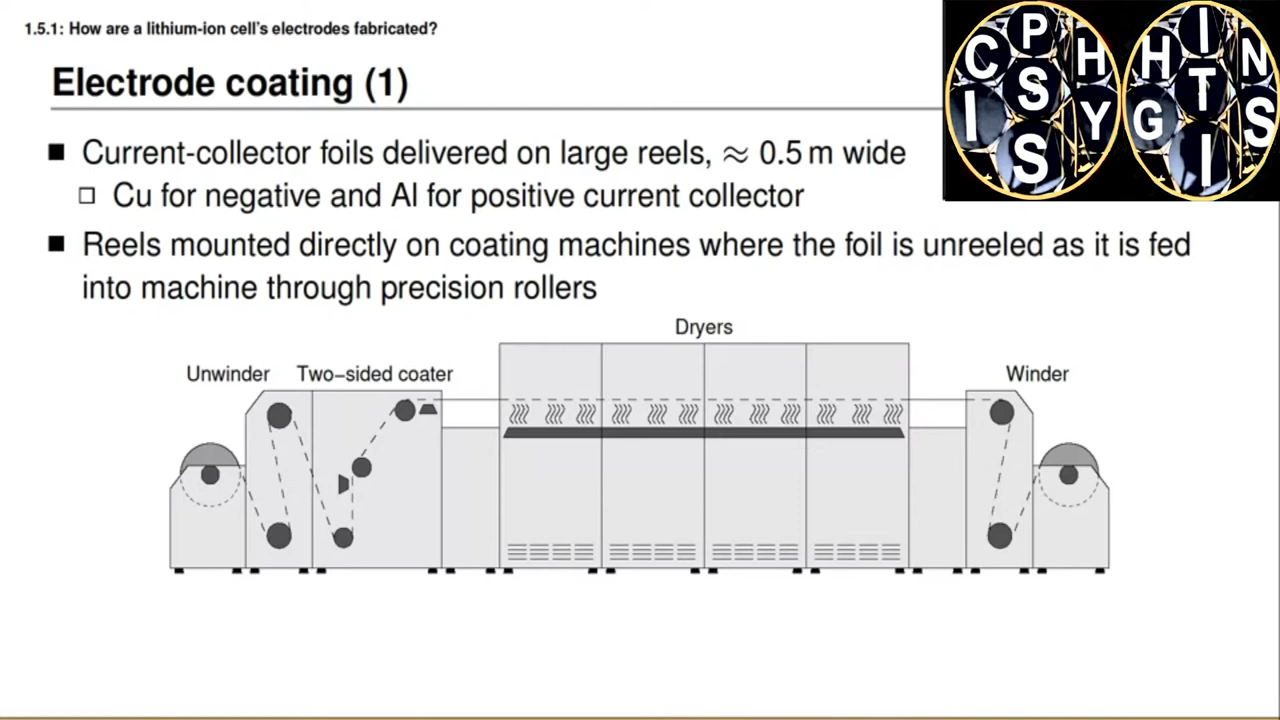 1.5.1: How are a lithium-ion cell's electrodes fabricated?
Electrode coating (1)
■ Current-collector foils delivered on large reels, ≈ 0.5 m wide
□ Cu for negative and Al for positive current collector
■ Reels mounted directly on coating machines where the foil is unreeled as it is fed
into machine through precision rollers
Dryers
Unwinder
Two−sided coater
Winder
C P H
I S Y
S
H I N
G T S
I